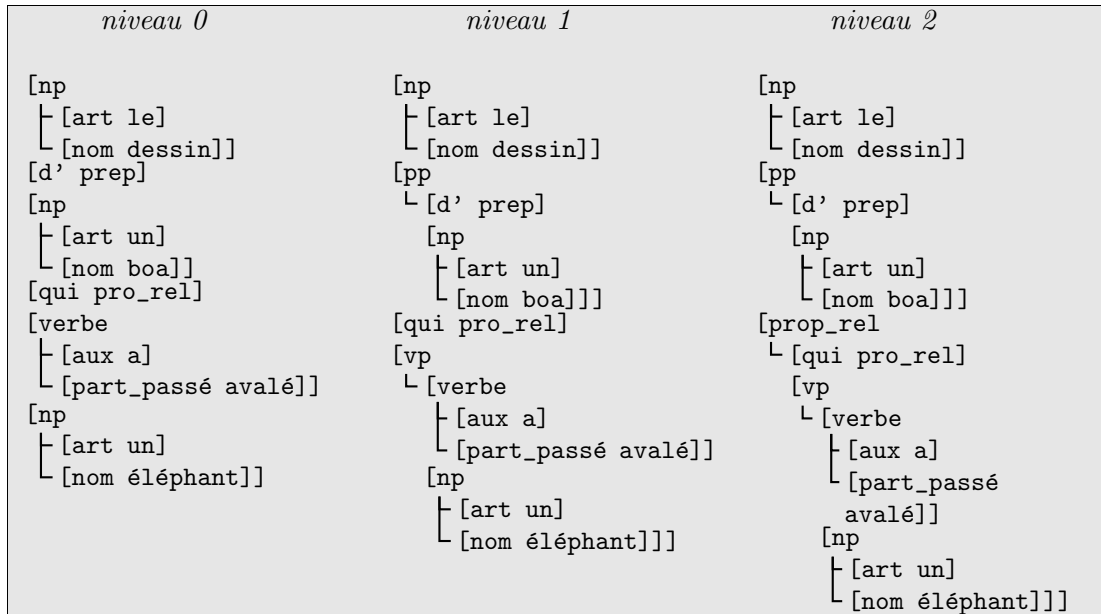 niveau 0
[np
[art le]
[nom dessin]]
[d' prep]
[np
[art un]
[nom boa]]
[qui pro_rel]
[verbe
[aux a]
[part_passé avalé]]
[np
[art un]
[nom éléphant]]
niveau 1
[np
[art le]
[nom dessin]]
[pp
[d' prep]
[np
[art un]
[nom boa]]]
[qui pro_rel]
[vp
[verbe
[aux a]
[part_passé avalé]]
[np
[art un]
[nom éléphant]]]
niveau 2
[np
[art le]
[nom dessin]]
[pp
[d' prep]
[np
[art un]
[nom boa]]]
[prop_rel
[qui pro_rel]
[vp
[verbe
[aux a]
[part_passé
avalé]]
[np
[art un]
[nom éléphant]]]